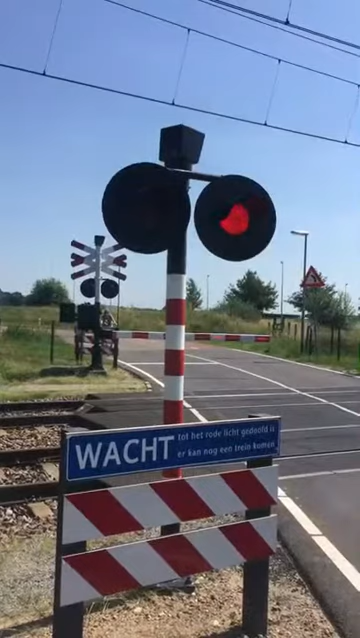 WACHT
tot het rode licht gedoofd is
er kan nog een trein komen